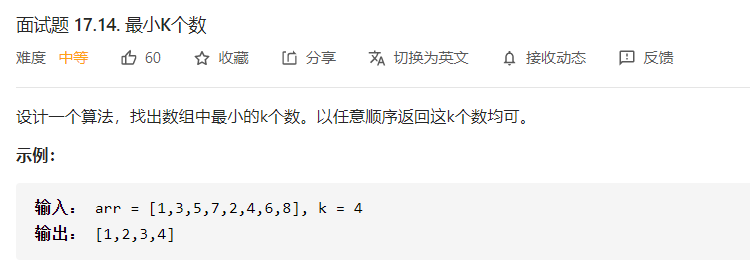 面试题 17.14. 最小K个数
难度 中等 60 收藏 分享 切换为英文 接收动态 反馈
设计一个算法，找出数组中最小的k个数。以任意顺序返回这k个数均可。
示例：
输入： arr = [1,3,5,7,2,4,6,8], k = 4
输出： [1,2,3,4]